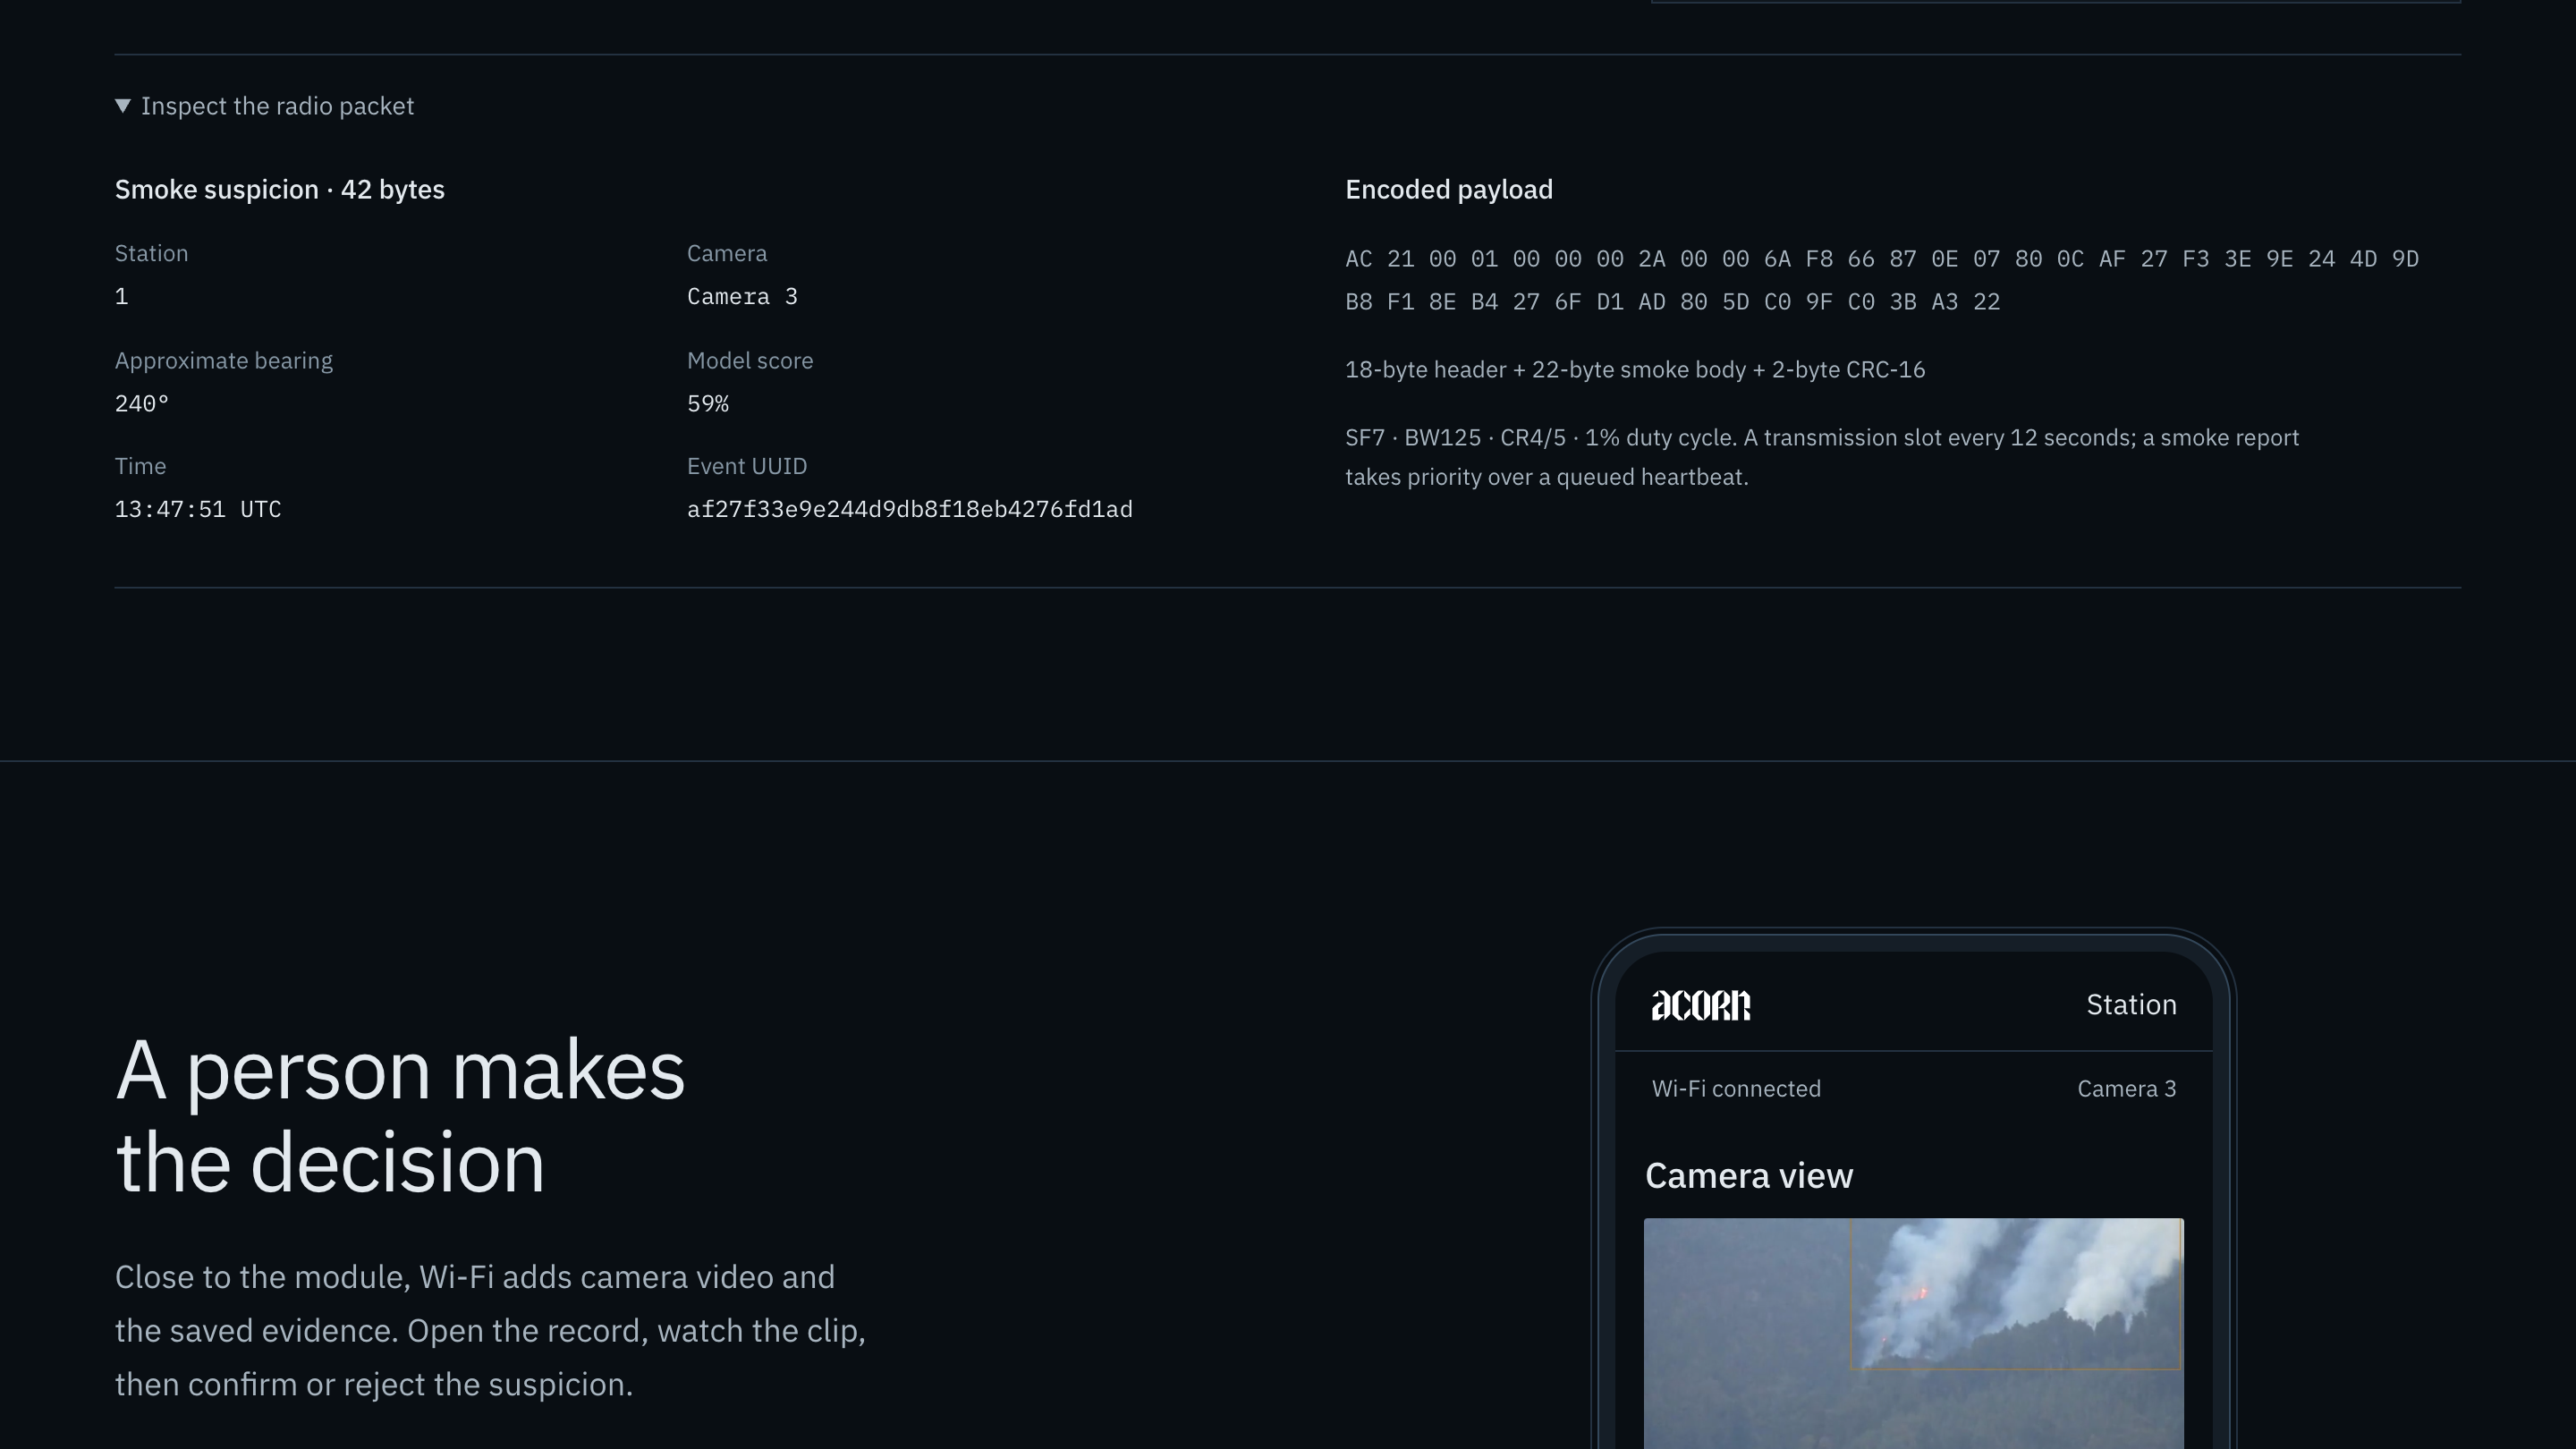 ▼ Inspect the radio packet
Smoke suspicion · 42 bytes
Station
1
Camera
Camera 3
Approximate bearing
240°
Model score
59%
Time
13:47:51 UTC
Event UUID
af27f33e9e244d9db8f18eb4276fd1ad
Encoded payload
AC 21 00 01 00 00 00 2A 00 00 6A F8 66 87 0E 07 80 0C AF 27 F3 3E 9E 24 4D 9D
B8 F1 8E B4 27 6F D1 AD 80 5D C0 9F C0 3B A3 22
18-byte header + 22-byte smoke body + 2-byte CRC-16
SF7 · BW125 · CR4/5 · 1% duty cycle. A transmission slot every 12 seconds; a smoke report
takes priority over a queued heartbeat.
A person makes
the decision
Close to the module, Wi-Fi adds camera video and
the saved evidence. Open the record, watch the clip,
then confirm or reject the suspicion.
acorn
Station
Wi-Fi connected
Camera 3
Camera view